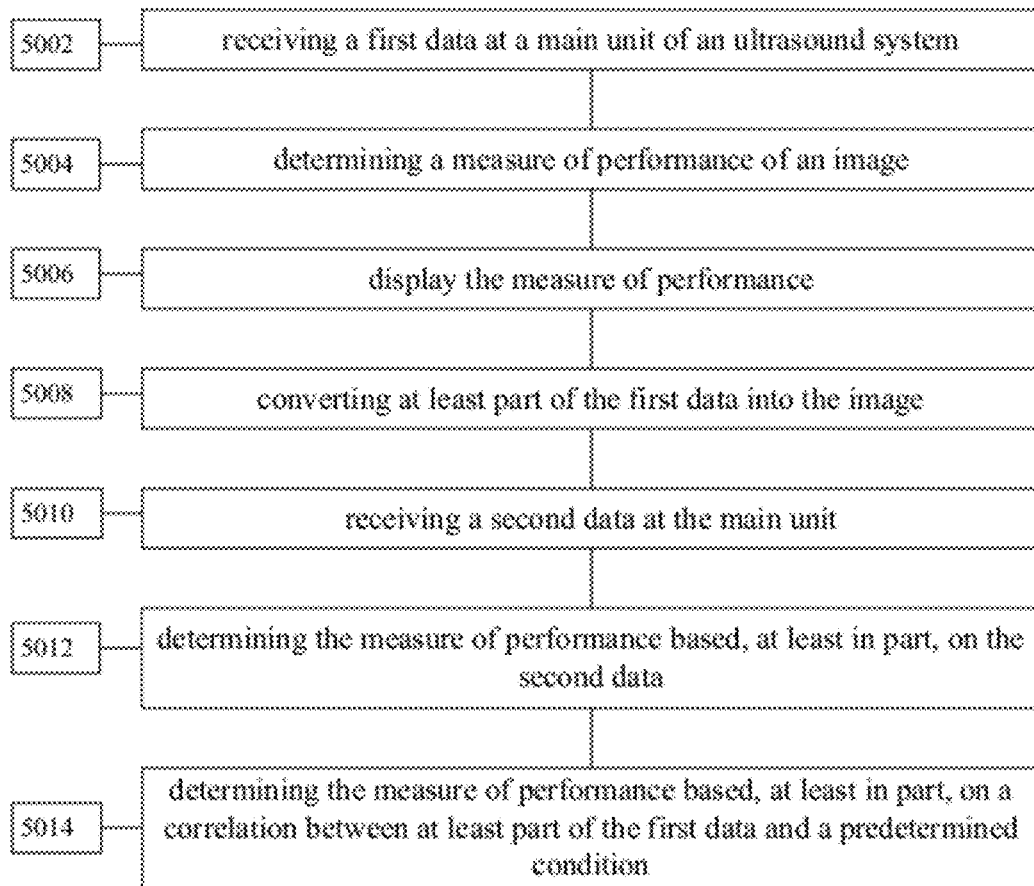 5002
receiving a first data at a main unit of an ultrasound system
5004
determining a measure of performance of an image
5006
display the measure of performance
5008
converting at least part of the first data into the image
5010
receiving a second data at the main unit
5012
determining the measure of performance based, at least in part, on the
second data
5014
determining the measure of performance based, at least in part, on a
correlation between at least part of the first data and a predetermined
condition